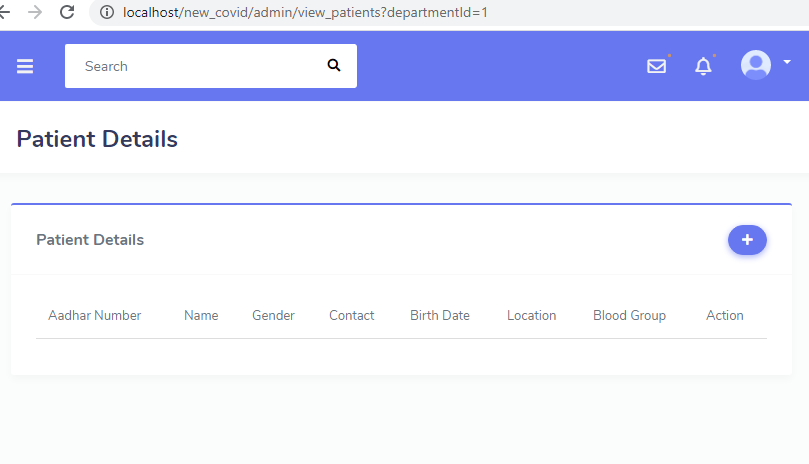 localhost/new_covid/admin/view_patients?departmentId=1
Search
Patient Details
Patient Details
Aadhar Number Name Gender Contact Birth Date Location Blood Group Action